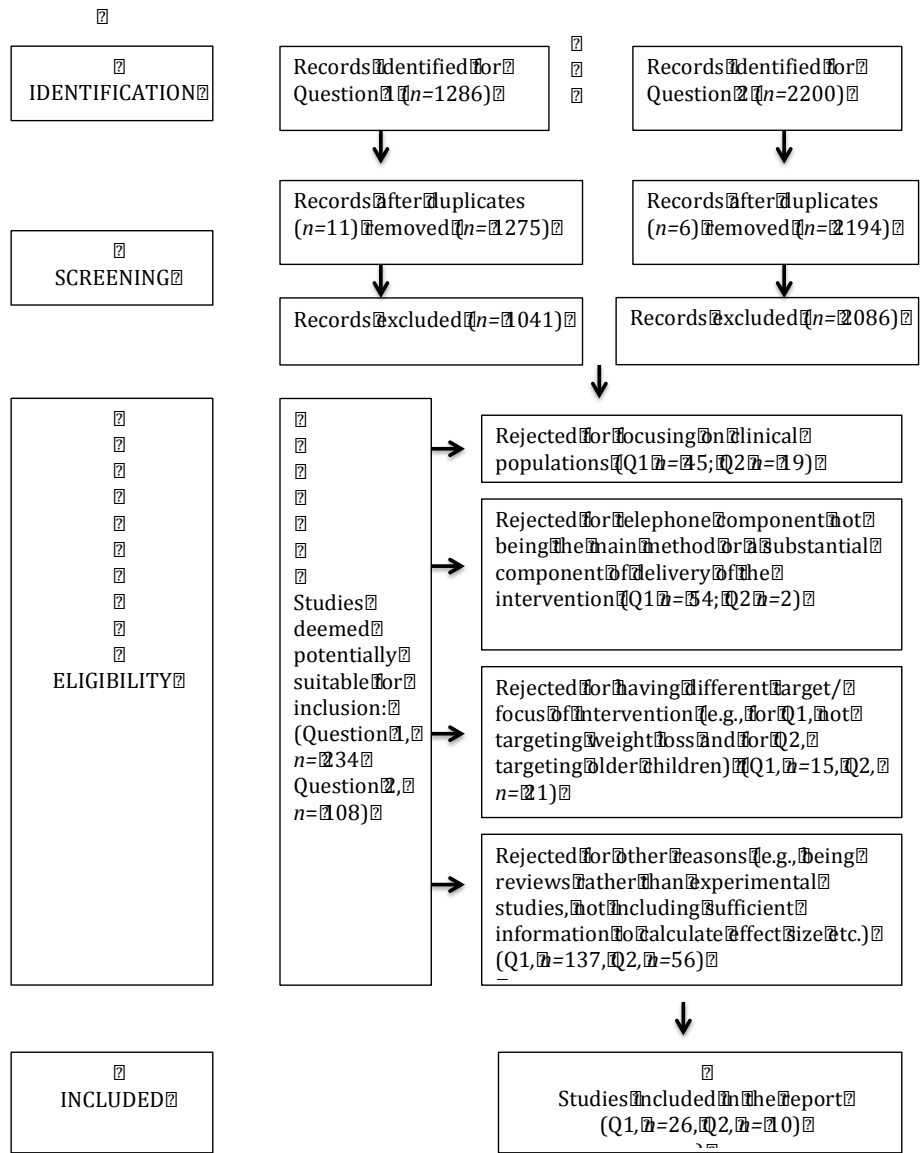 IDENTIFICATION
Records identified for
Question 1 (n=1286)
Records identified for
Question 2 (n=2200)
Records after duplicates
(n=11) removed (n= 1275)
Records after duplicates
(n=6) removed (n= 2194)
SCREENING
Records excluded (n= 1041)
Records excluded (n= 2086)
ELIGIBILITY
Studies
deemed
potentially
suitable for
inclusion:
(Question 1,
n= 234
Question 2,
n= 108)
Rejected for focusing on clinical
populations (Q1 n= 45; Q2 n= 19)
Rejected for telephone component not
being the main method or a substantial
component of delivery of the
intervention (Q1 n= 54; Q2 n=2)
Rejected for having different target/
focus of intervention (e.g., for Q1, not
targeting weight loss and for Q2,
targeting older children) (Q1, n=15, Q2,
n= 21)
Rejected for other reasons (e.g., being
reviews rather than experimental
studies, not including sufficient
information to calculate effect size etc.)
(Q1, n=137, Q2, n=56)
INCLUDED
Studies included in the report
(Q1, n=26, Q2, n= 10)